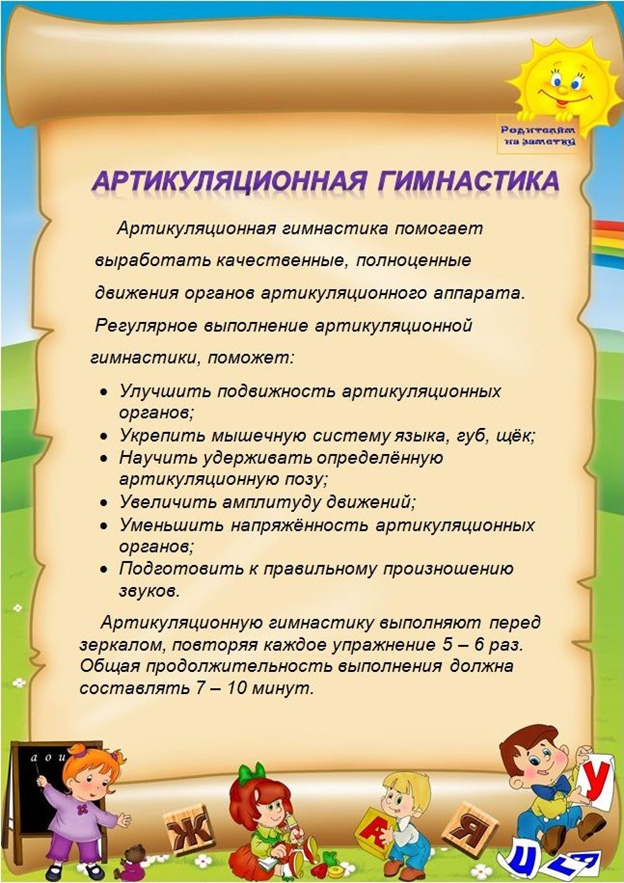 Родителям
на заметку
АРТИКУЛЯЦИОННАЯ ГИМНАСТИКА
Артикуляционная гимнастика помогает
выработать качественные, полноценные
движения органов артикуляционного аппарата.
Регулярное выполнение артикуляционной
гимнастики, поможет:
• Улучшить подвижность артикуляционных
органов;
• Укрепить мышечную систему языка, губ, щёк;
• Научить удерживать определённую
артикуляционную позу;
• Увеличить амплитуду движений;
• Уменьшить напряжённость артикуляционных
органов;
• Подготовить к правильному произношению
звуков.
Артикуляционную гимнастику выполняют перед
зеркалом, повторяя каждое упражнение 5 – 6 раз.
Общая продолжительность выполнения должна
составлять 7 – 10 минут.
а о и
У
Ж
А
Я